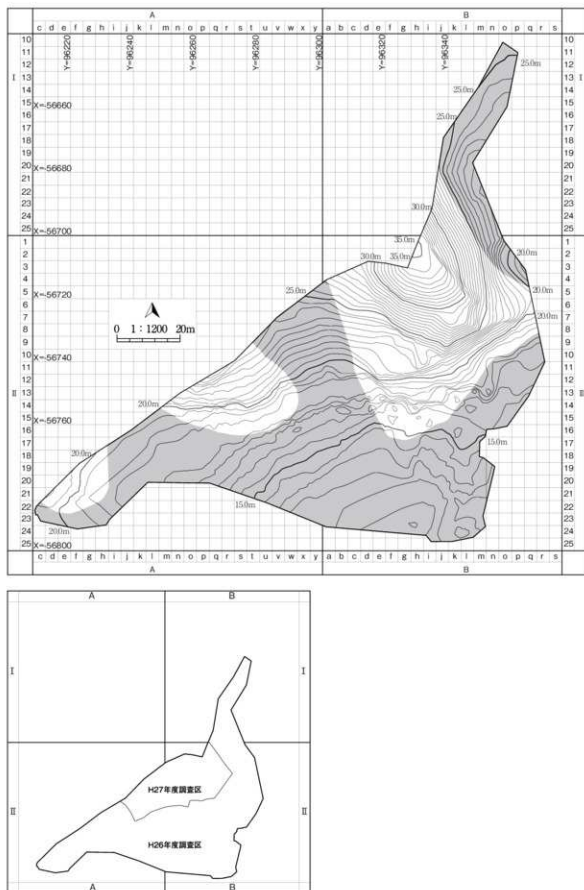 A B
c d e f g h i j k l m n o p q r s t u v w x y a b c d e f g h i j k l m n o p q r s
Y=96220 Y=96240 Y=96260 Y=96280 Y=96300 Y=96320 Y=96340
10
11
12
13
14
15
16
17
18
19
20
21
22
23
24
25
I I
X=-56660
X=-56680
X=-56700
25.0m
25.0m
25.0m
30.0m
35.0m
30.0m 35.0m
20.0m
1
2
3
4
5
6
7
8
9
10
11
12
13
14
15
16
17
18
19
20
21
22
23
24
25
II II
X=-56720
X=-56740
X=-56760
X=-56800
25.0m
20.0m
20.0m
0 1:1200 20m
20.0m
20.0m
15.0m
20.0m
15.0m
c d e f g h i j k l m n o p q r s t u v w x y a b c d e f g h i j k l m n o p q r s
A B
A B
I I
H27年度調査区
II II
H26年度調査区
A B